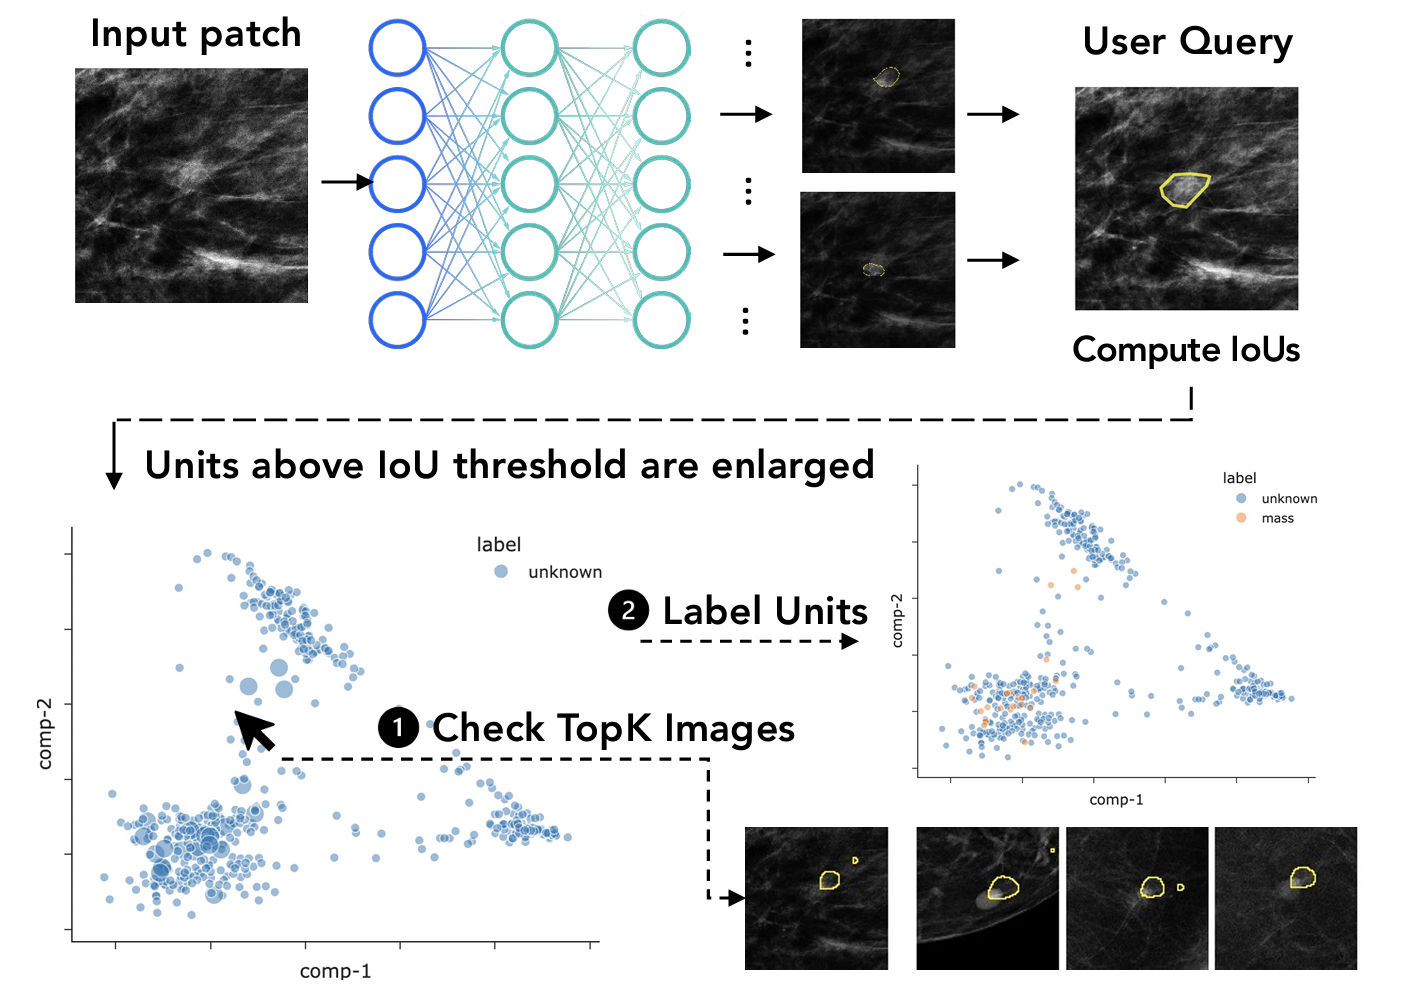 Input patch
User Query
Compute IoUs
Units above IoU threshold are enlarged
label
unknown
mass
label
unknown
2 Label Units
comp-2
comp-2
1 Check TopK Images
comp-1
comp-1